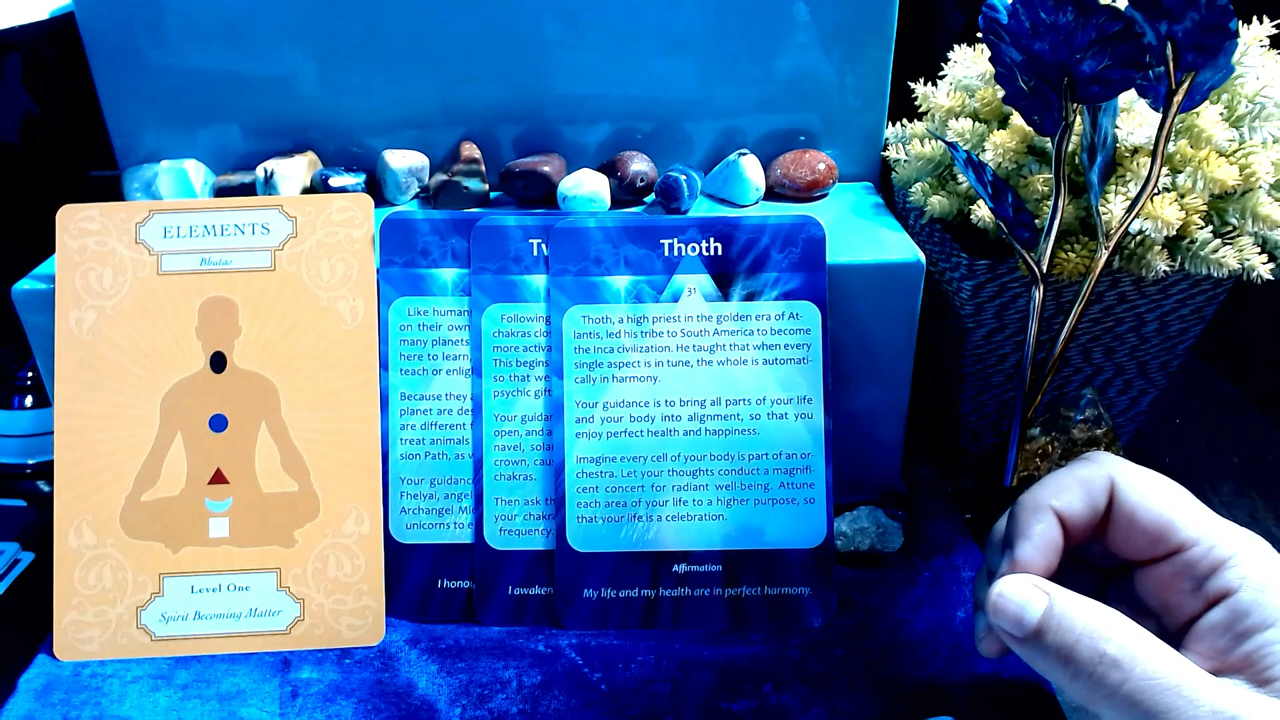 ELEMENTS
Bhutas
Level One
Spirit Becoming Matter
Like human
on their own
many planets
here to learn,
teach or enlig
Because they a
planet are des
are different f
treat animals
sion Path, as w
Your guidanc
Fhelyai, angel
Archangel Mic
unicorns to e
I hono
Tw
Following
chakras clos
more activa
This begins
so that we
psychic gift
Your guidan
open, and a
navel, solar
crown, caus
chakras.
Then ask th
your chakra
frequency.
I awaken
Thoth
31
Thoth, a high priest in the golden era of At-
lantis, led his tribe to South America to become
the Inca civilization. He taught that when every
single aspect is in tune, the whole is automati-
cally in harmony.
Your guidance is to bring all parts of your life
and your body into alignment, so that you
enjoy perfect health and happiness.
Imagine every cell of your body is part of an or-
chestra. Let your thoughts conduct a magnifi-
cent concert for radiant well-being. Attune
each area of your life to a higher purpose, so
that your life is a celebration.
Affirmation
My life and my health are in perfect harmony.